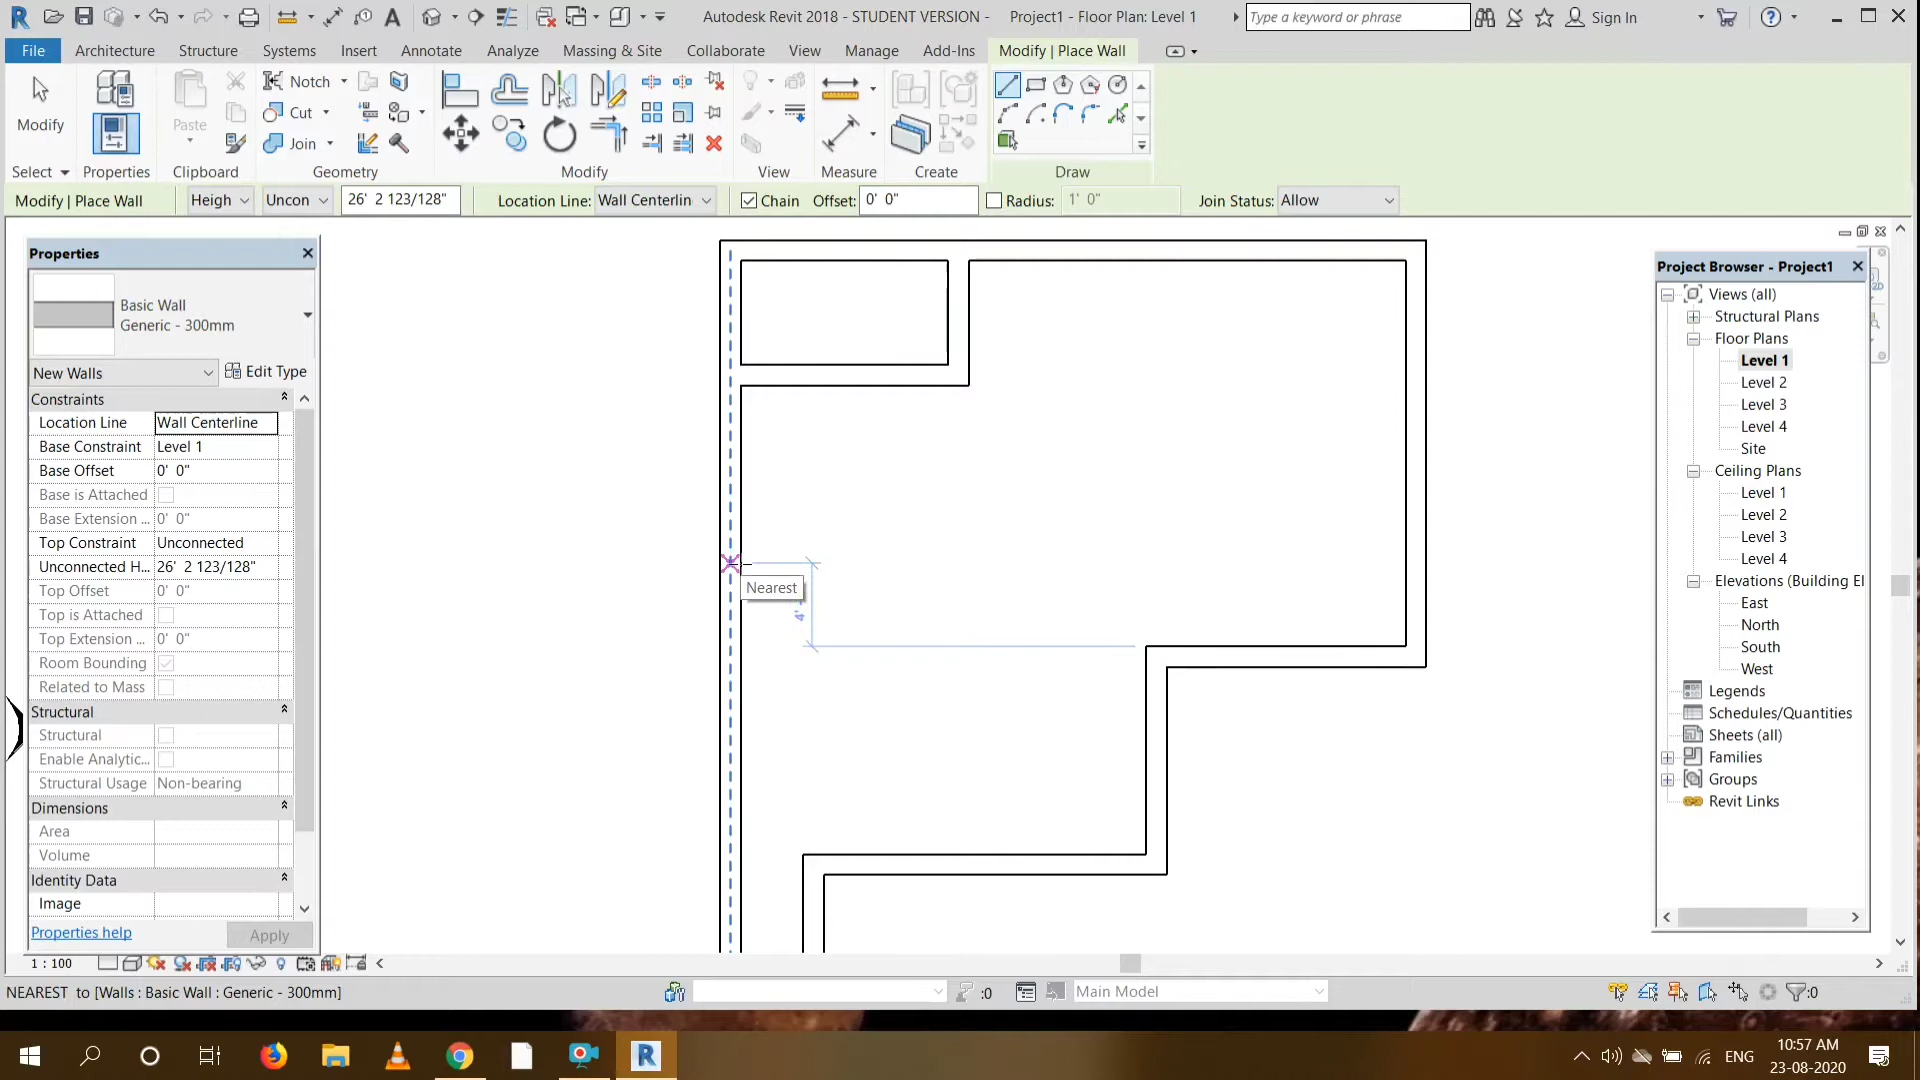 Autodesk Revit 2018 - STUDENT VERSION - Project1 - Floor Plan: Level 1
Type a keyword or phrase
Sign In
File Architecture Structure Systems Insert Annotate Analyze Massing & Site Collaborate View Manage Add-Ins Modify | Place Wall
Modify Paste Notch
Cut
Join
Select Properties Clipboard Geometry Modify View Measure Create Draw
Modify | Place Wall Heigh Uncon 26' 2 123/128" Location Line: Wall Centerlin Chain Offset: 0' 0" Radius: 1' 0" Join Status: Allow
Properties
Basic Wall
Generic - 300mm
New Walls Edit Type
Constraints
Location Line Wall Centerline
Base Constraint Level 1
Base Offset 0' 0"
Base is Attached
Base Extension ... 0' 0"
Top Constraint Unconnected
Unconnected H... 26' 2 123/128"
Top Offset 0' 0"
Top is Attached
Top Extension ... 0' 0"
Room Bounding
Related to Mass
Structural
Structural
Enable Analytic...
Structural Usage Non-bearing
Dimensions
Area
Volume
Identity Data
Image
Properties help Apply
Nearest
Project Browser - Project1
Views (all)
Structural Plans
Floor Plans
Level 1
Level 2
Level 3
Level 4
Site
Ceiling Plans
Level 1
Level 2
Level 3
Level 4
Elevations (Building El
East
North
South
West
Legends
Schedules/Quantities
Sheets (all)
Families
Groups
Revit Links
1 : 100
NEAREST to [Walls : Basic Wall : Generic - 300mm] :0 Main Model :0
ENG
10:57 AM
23-08-2020